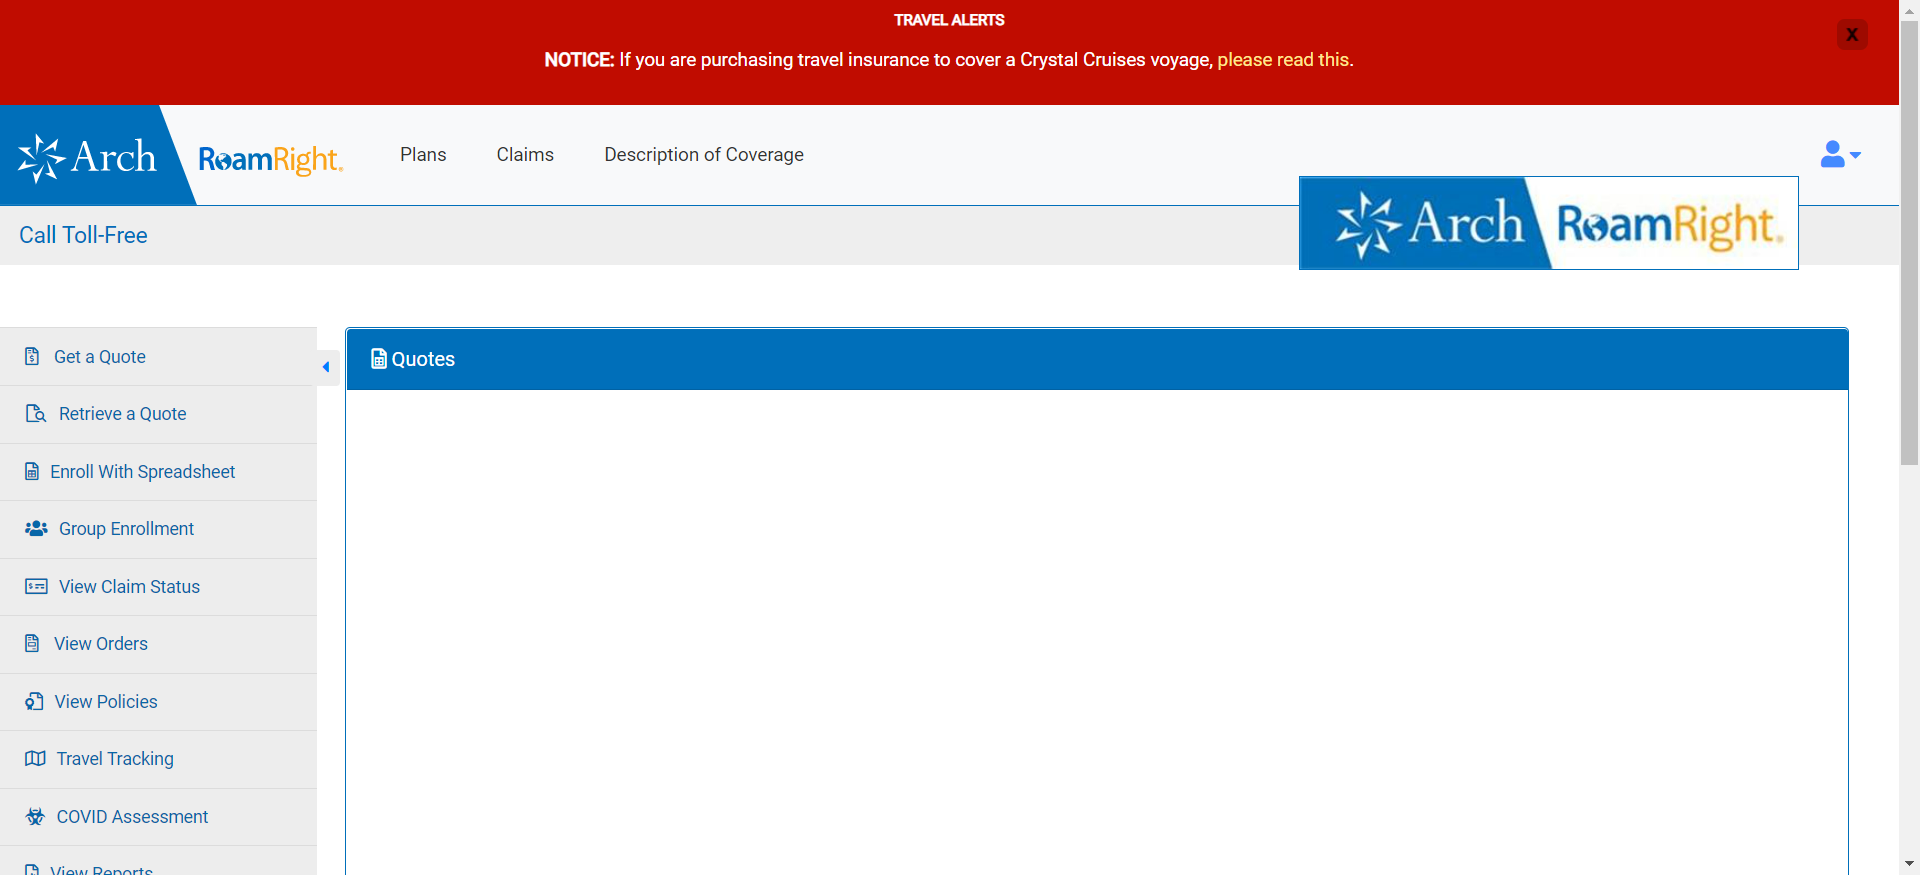 TRAVEL ALERTS
X
NOTICE: If you are purchasing travel insurance to cover a Crystal Cruises voyage, please read this.
Arch RoamRight.
Plans
Claims
Description of Coverage
Call Toll-Free
Arch RoamRight.
Get a Quote
Quotes
Retrieve a Quote
Enroll With Spreadsheet
Group Enrollment
View Claim Status
View Orders
View Policies
Travel Tracking
COVID Assessment
View Reports